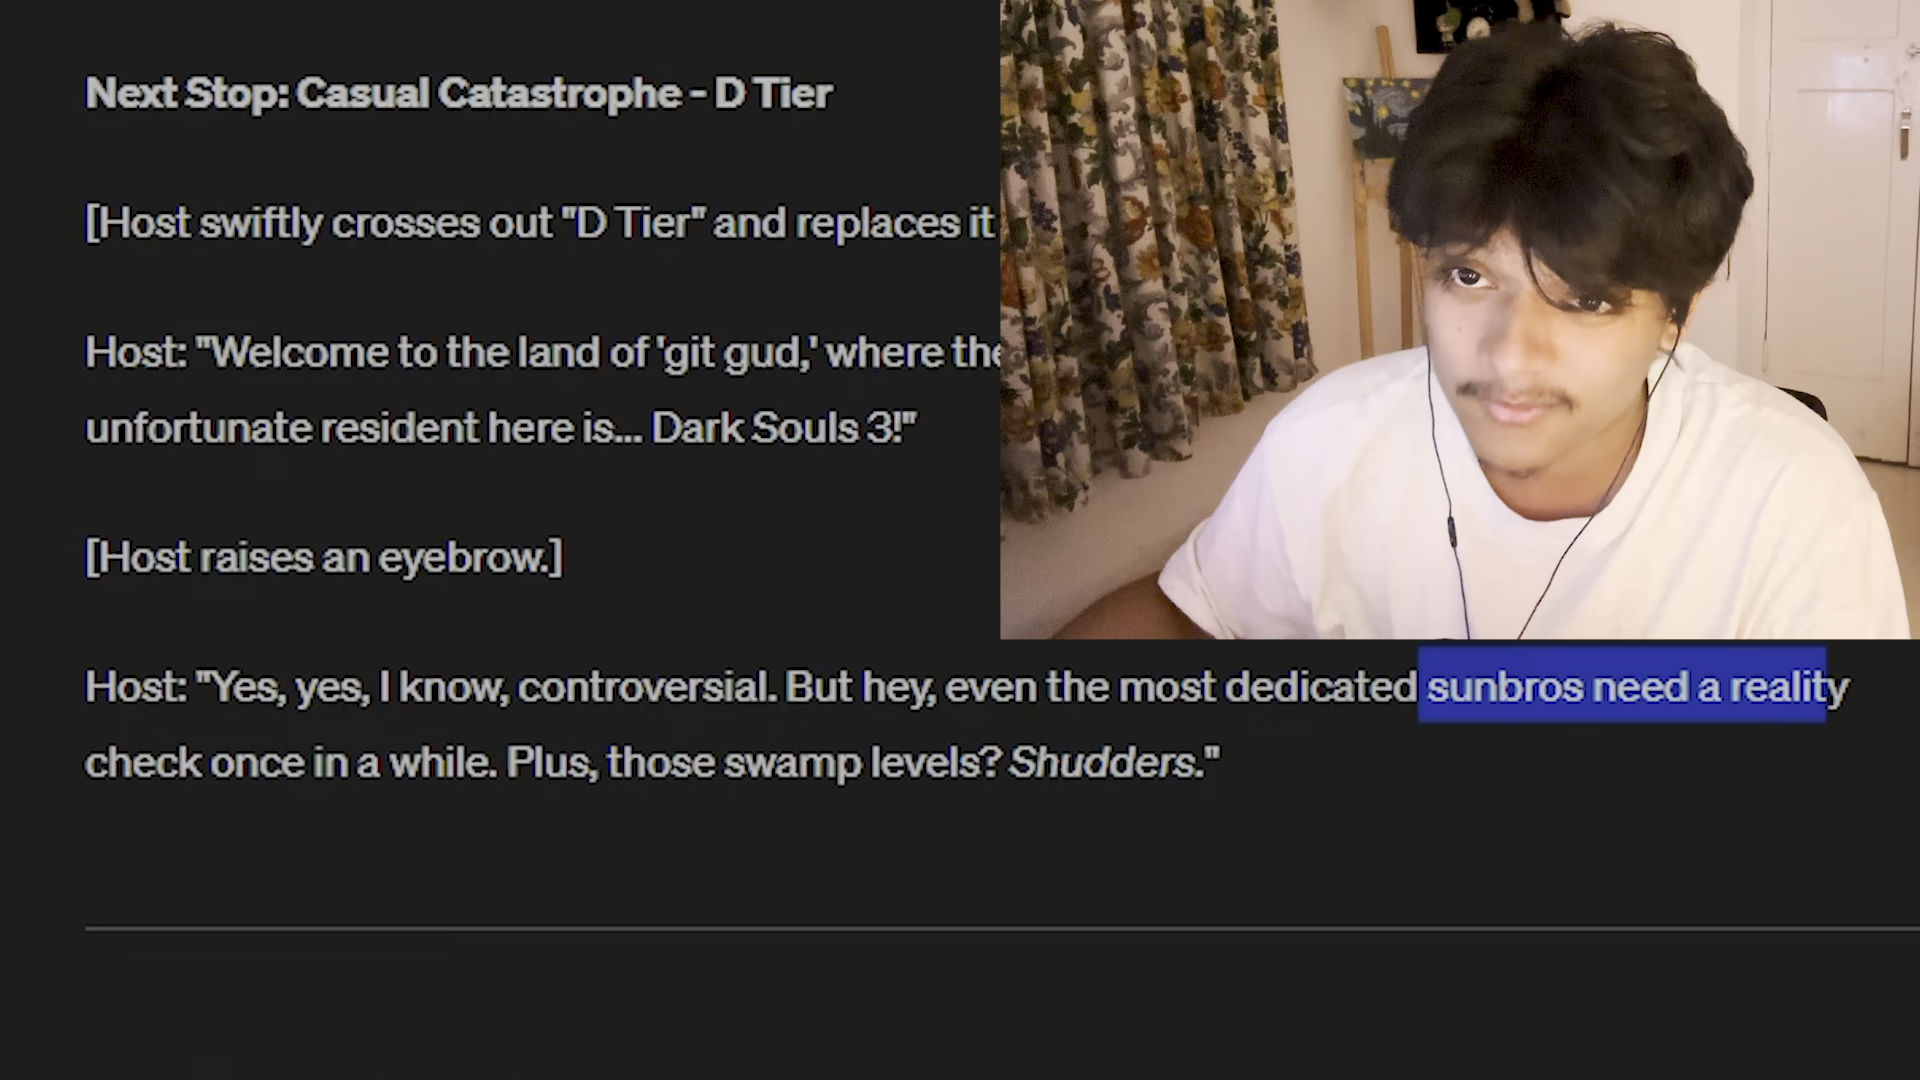 Next Stop: Casual Catastrophe - D Tier
[Host swiftly crosses out "D Tier" and replaces it
Host: "Welcome to the land of 'git gud,' where the
unfortunate resident here is... Dark Souls 3!"
[Host raises an eyebrow.]
Host: "Yes, yes, I know, controversial. But hey, even the most dedicated sunbros need a reality
check once in a while. Plus, those swamp levels? Shudders."